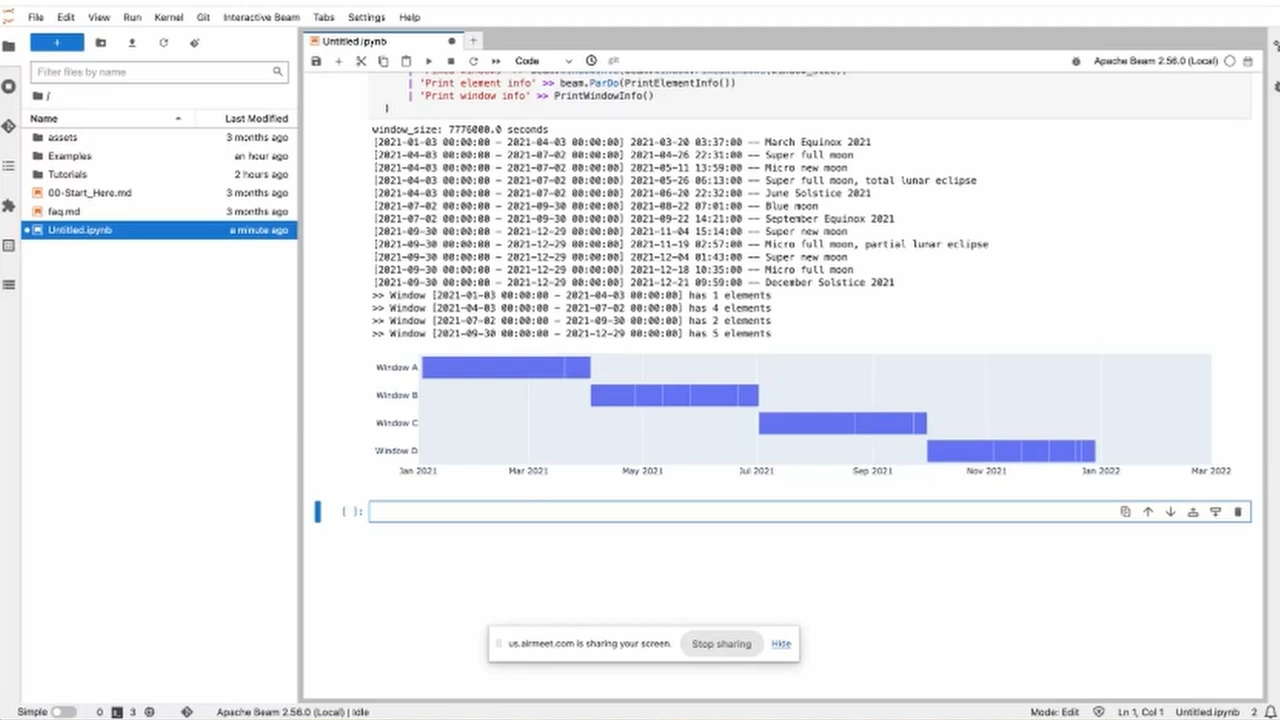 File Edit View Run Kernel Git Interactive Beam Tabs Settings Help
+
Untitled.ipynb
+
Code
git
Apache Beam 2.56.0 (Local)
Filter files by name
/
Name Last Modified
assets 3 months ago
Examples an hour ago
Tutorials 2 hours ago
00-Start_Here.md 3 months ago
faq.md 3 months ago
Untitled.ipynb a minute ago
| 'Print element info' >> beam.ParDo(PrintElementInfo())
| 'Print window info' >> PrintWindowInfo()
)
window_size: 7776000.0 seconds
[2021-01-03 00:00:00 - 2021-04-03 00:00:00] 2021-03-20 03:37:00 -- March Equinox 2021
[2021-04-03 00:00:00 - 2021-07-02 00:00:00] 2021-04-26 22:31:00 -- Super full moon
[2021-04-03 00:00:00 - 2021-07-02 00:00:00] 2021-05-11 13:59:00 -- Micro new moon
[2021-04-03 00:00:00 - 2021-07-02 00:00:00] 2021-05-26 06:13:00 -- Super full moon, total lunar eclipse
[2021-04-03 00:00:00 - 2021-07-02 00:00:00] 2021-06-20 22:32:00 -- June Solstice 2021
[2021-07-02 00:00:00 - 2021-09-30 00:00:00] 2021-08-22 07:01:00 -- Blue moon
[2021-07-02 00:00:00 - 2021-09-30 00:00:00] 2021-09-22 14:21:00 -- September Equinox 2021
[2021-09-30 00:00:00 - 2021-12-29 00:00:00] 2021-11-04 15:14:00 -- Super new moon
[2021-09-30 00:00:00 - 2021-12-29 00:00:00] 2021-11-19 02:57:00 -- Micro full moon, partial lunar eclipse
[2021-09-30 00:00:00 - 2021-12-29 00:00:00] 2021-12-04 01:43:00 -- Super new moon
[2021-09-30 00:00:00 - 2021-12-29 00:00:00] 2021-12-18 10:35:00 -- Micro full moon
[2021-09-30 00:00:00 - 2021-12-29 00:00:00] 2021-12-21 09:59:00 -- December Solstice 2021
>> Window [2021-01-03 00:00:00 - 2021-04-03 00:00:00] has 1 elements
>> Window [2021-04-03 00:00:00 - 2021-07-02 00:00:00] has 4 elements
>> Window [2021-07-02 00:00:00 - 2021-09-30 00:00:00] has 2 elements
>> Window [2021-09-30 00:00:00 - 2021-12-29 00:00:00] has 5 elements
Window A
Window B
Window C
Window D
Jan 2021 Mar 2021 May 2021 Jul 2021 Sep 2021 Nov 2021 Jan 2022 Mar 2022
[ ]:
us.airmeet.com is sharing your screen. Stop sharing Hide
Simple 0 3 Apache Beam 2.56.0 (Local) | Idle Mode: Edit Ln 1, Col 1 Untitled.ipynb 2